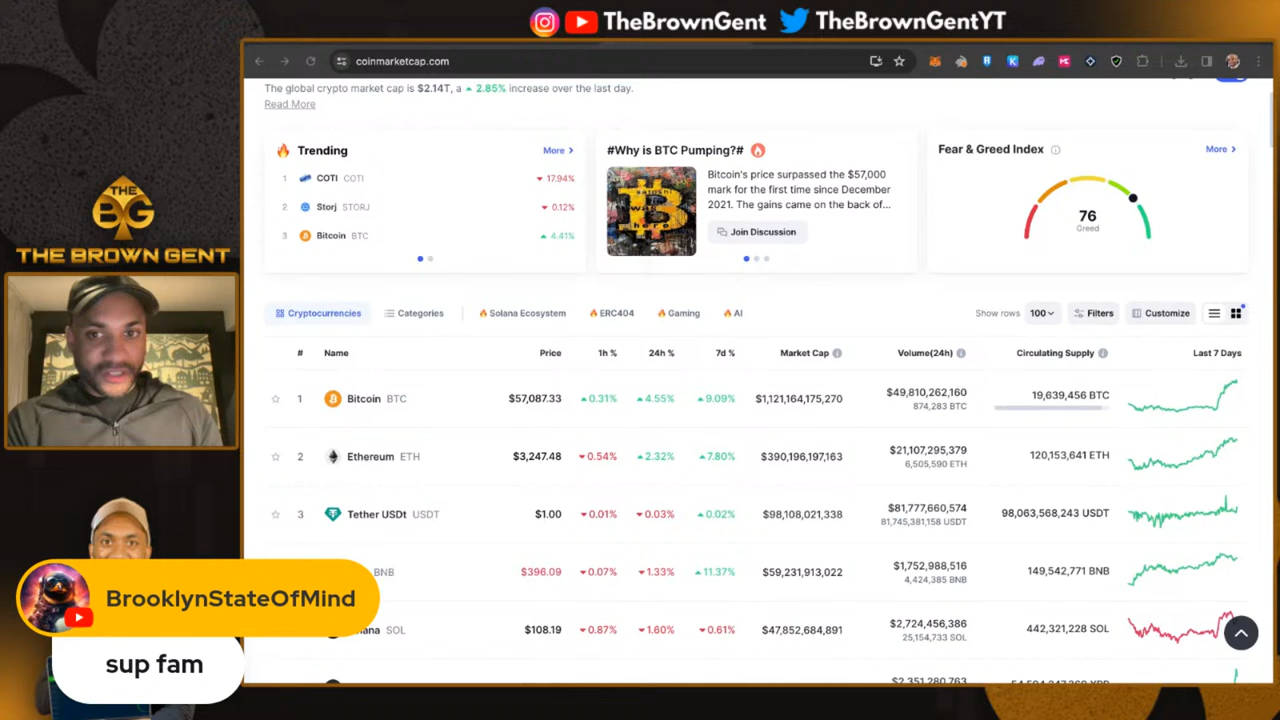 TheBrownGent TheBrownGentYT
coinmarketcap.com
The global crypto market cap is $2.14T, a 2.85% increase over the last day.
Read More
Trending
More
1 COTI COTI 17.94%
2 Storj STORJ 0.12%
3 Bitcoin BTC 4.41%
#Why is BTC Pumping?#
Bitcoin's price surpassed the $57,000
mark for the first time since December
2021. The gains came on the back of...
Join Discussion
Fear & Greed Index
More
76
Greed
THE
BG
THE BROWN GENT
Cryptocurrencies Categories Solana Ecosystem ERC404 Gaming AI Show rows 100 Filters Customize
# Name Price 1h % 24h % 7d % Market Cap Volume(24h) Circulating Supply Last 7 Days
1 Bitcoin BTC $57,087.33 0.31% 4.55% 9.09% $1,121,164,175,270 $49,810,262,160 19,639,456 BTC
874,283 BTC
2 Ethereum ETH $3,247.48 0.54% 2.32% 7.80% $390,196,197,163 $21,107,295,379 120,153,641 ETH
6,505,590 ETH
3 Tether USDt USDT $1.00 0.01% 0.03% 0.02% $98,108,021,338 $81,777,660,574 98,063,568,243 USDT
81,745,381,158 USDT
BNB $396.09 0.07% 1.33% 11.37% $59,231,913,022 $1,752,988,516 149,542,771 BNB
4,424,385 BNB
SOL $108.19 0.87% 1.60% 0.61% $47,852,684,891 $2,724,456,386 442,321,228 SOL
25,154,733 SOL
BrooklynStateOfMind
sup fam